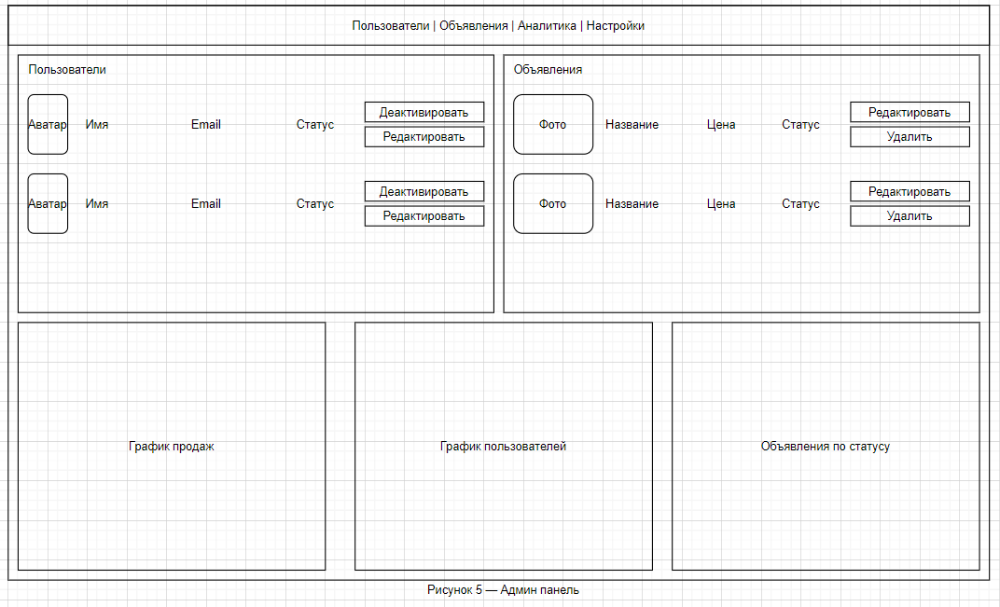 Пользователи | Объявления | Аналитика | Настройки
Пользователи
Аватар Имя Email Статус Деактивировать
Редактировать
Аватар Имя Email Статус Деактивировать
Редактировать
Объявления
Фото Название Цена Статус Редактировать
Удалить
Фото Название Цена Статус Редактировать
Удалить
График продаж
График пользователей
Объявления по статусу
Рисунок 5 — Админ панель